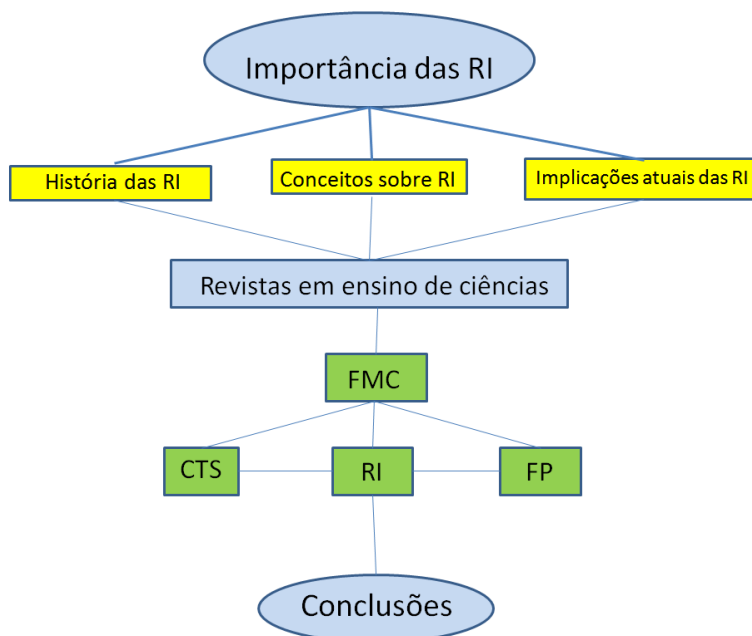 Importância das RI
História das RI
Conceitos sobre RI
Implicações atuais das RI
Revistas em ensino de ciências
FMC
CTS
RI
FP
Conclusões